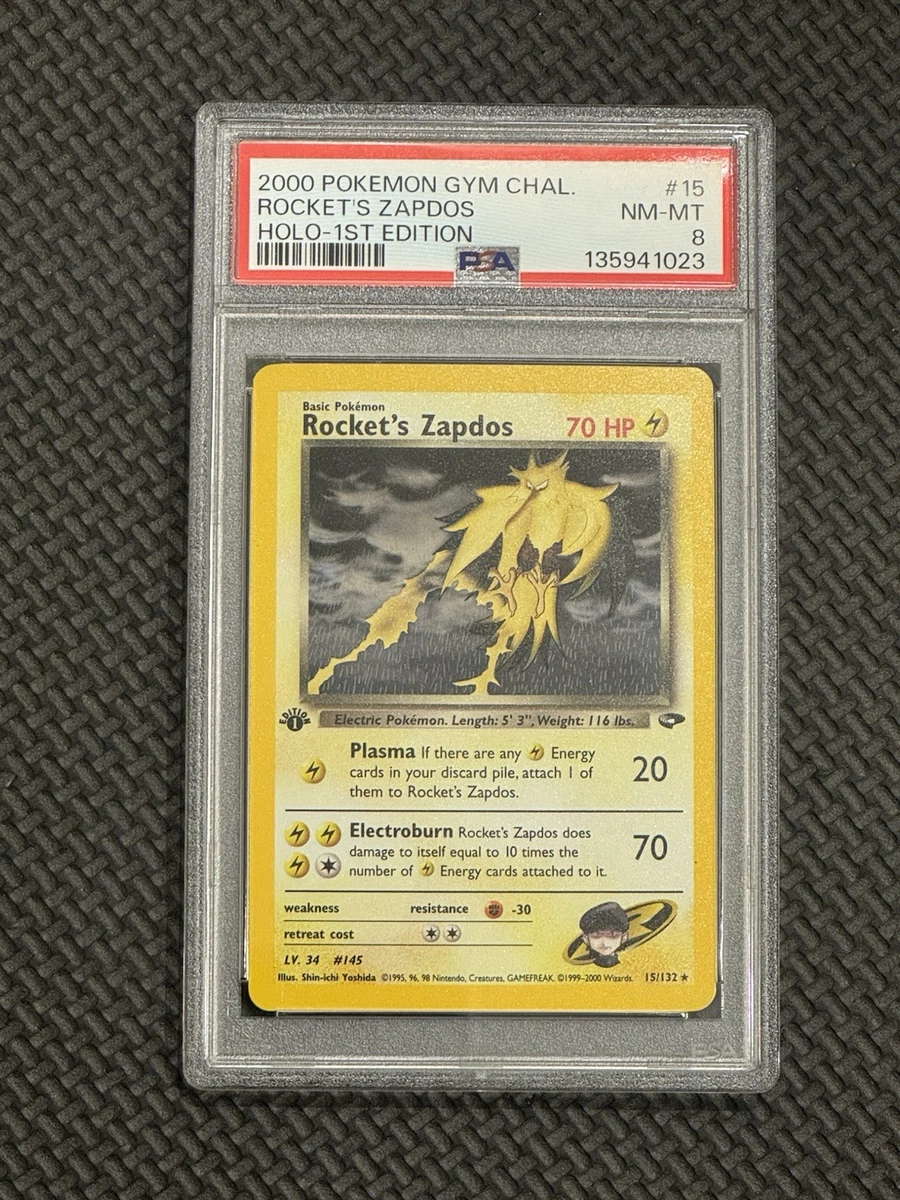 2000 POKEMON GYM CHAL. #15
ROCKET'S ZAPDOS NM-MT
HOLO-1ST EDITION 8
PSA 135941023
Basic Pokémon
Rocket's Zapdos 70 HP
EDITION 1
Electric Pokémon. Length: 5' 3", Weight: 116 lbs.
Plasma If there are any Energy
cards in your discard pile, attach 1 of
them to Rocket's Zapdos.
20
Electroburn Rocket's Zapdos does
damage to itself equal to 10 times the
number of Energy cards attached to it.
70
weakness resistance -30
retreat cost
LV. 34 #145
Illus. Shin-ichi Yoshida ©1995, 96, 98 Nintendo, Creatures, GAMEFREAK. ©1999-2000 Wizards. 15/132 ★
PSA